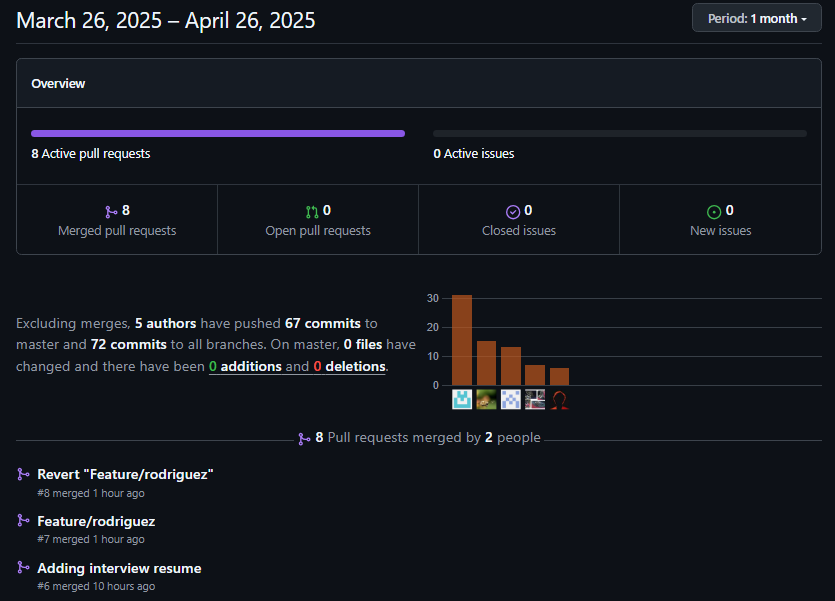 March 26, 2025 – April 26, 2025
Period: 1 month
Overview
8 Active pull requests
0 Active issues
8
Merged pull requests
0
Open pull requests
0
Closed issues
0
New issues
Excluding merges, 5 authors have pushed 67 commits to
master and 72 commits to all branches. On master, 0 files have
changed and there have been 0 additions and 0 deletions.
30
20
10
0
8 Pull requests merged by 2 people
Revert "Feature/rodriguez"
#8 merged 1 hour ago
Feature/rodriguez
#7 merged 1 hour ago
Adding interview resume
#6 merged 10 hours ago